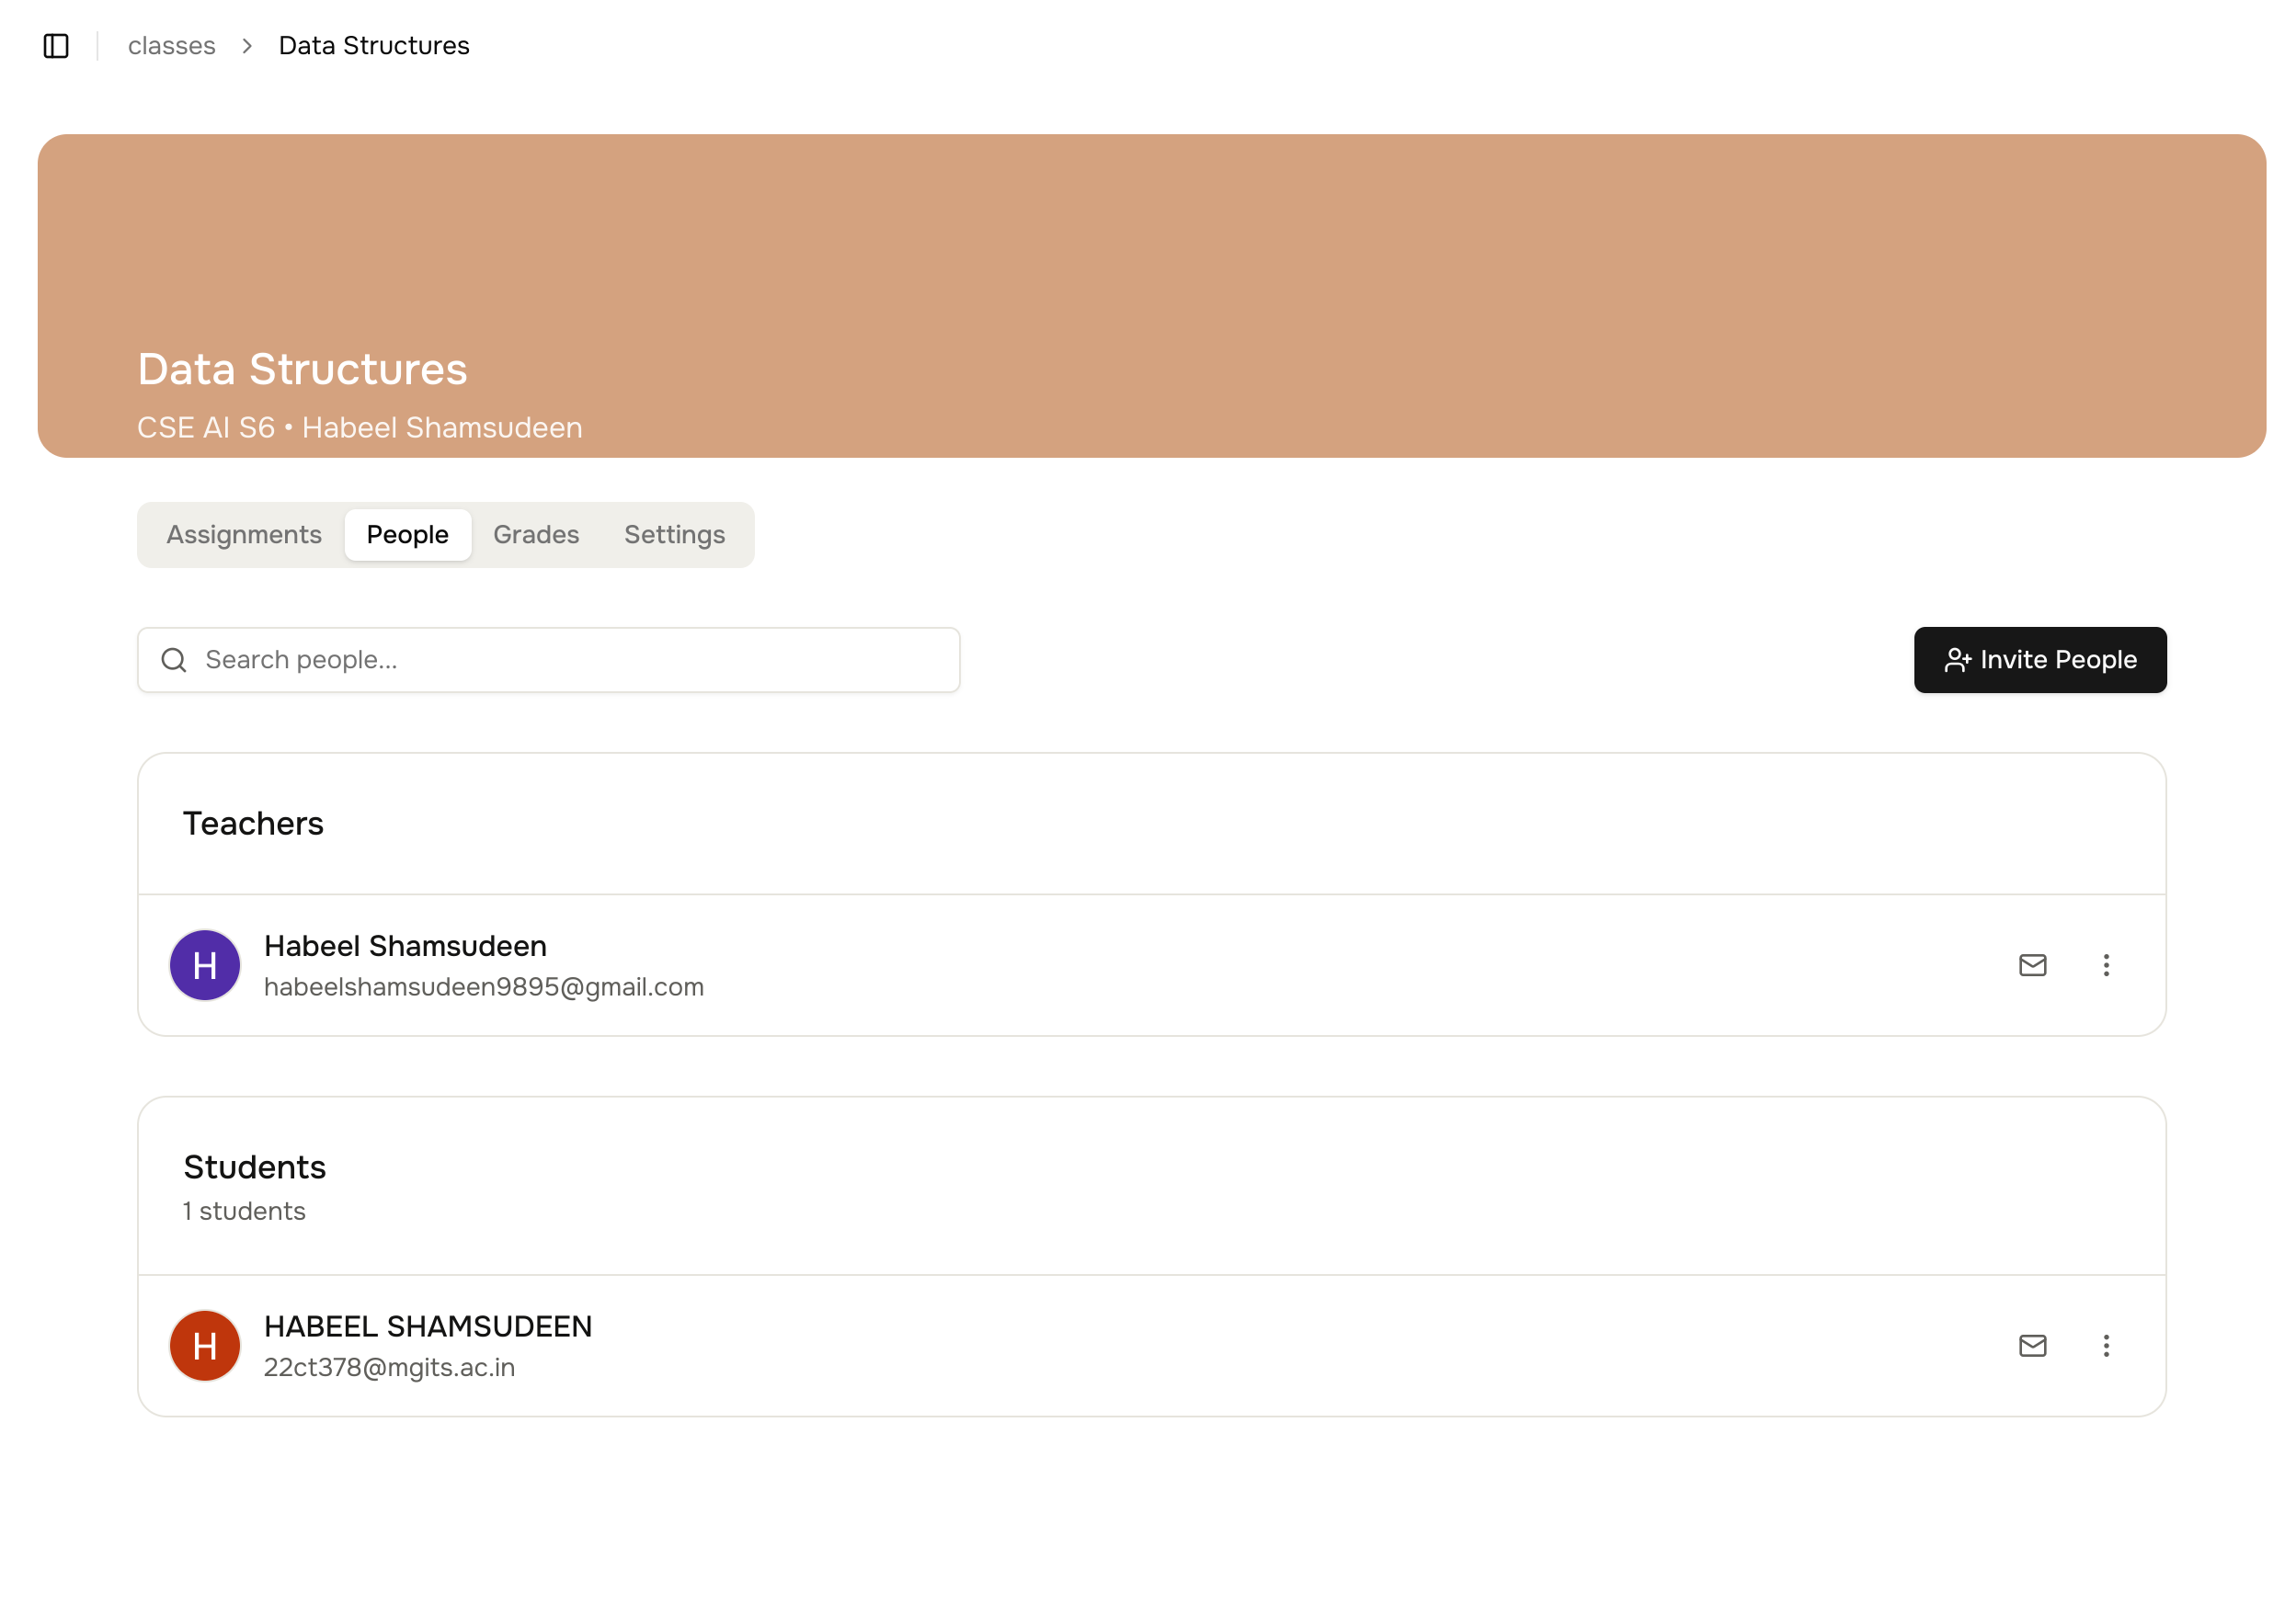 classes > Data Structures
Data Structures
CSE AI S6 • Habeel Shamsudeen
Assignments People Grades Settings
Search people...
Invite People
Teachers
H
Habeel Shamsudeen
habeelshamsudeen9895@gmail.com
Students
1 students
H
HABEEL SHAMSUDEEN
22ct378@mgits.ac.in